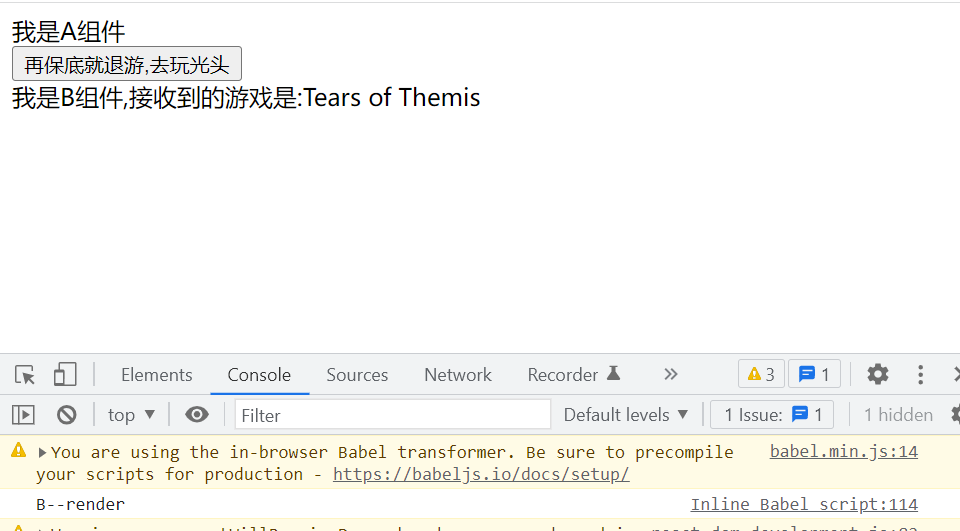 我是A组件
再保底就退游,去玩光头
我是B组件,接收到的游戏是:Tears of Themis
Elements Console Sources Network Recorder 3 1
top Filter Default levels 1 Issue: 1 1 hidden
You are using the in-browser Babel transformer. Be sure to precompile babel.min.js:14
your scripts for production - https://babeljs.io/docs/setup/
B--render Inline Babel script:114